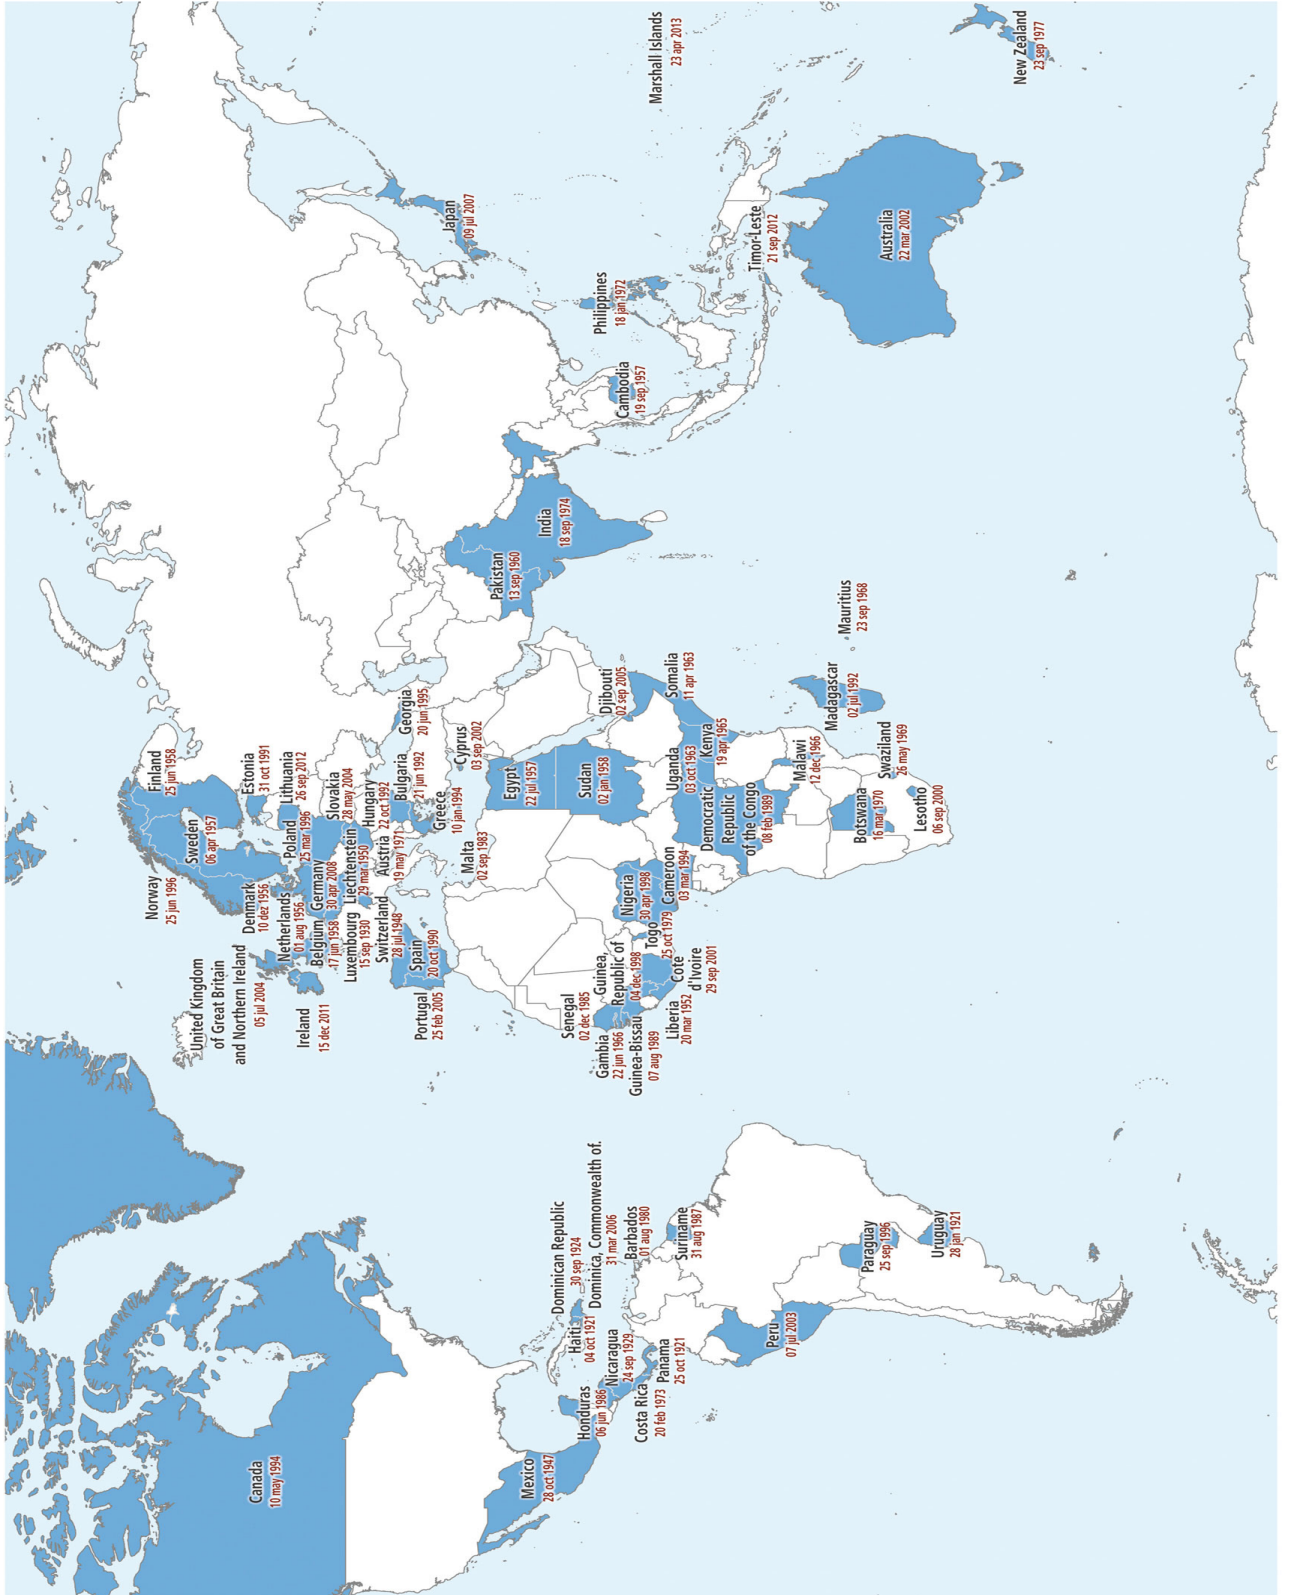 Canada
10 may 1994
Mexico
28 oct 1947
Honduras
06 jun 1986
Nicaragua
24 sep 1929
Costa Rica
20 feb 1973
Panama
25 oct 1921
Haiti
04 oct 1921
Dominican Republic
30 sep 1924
Dominica, Commonwealth of.
31 mar 2006
Barbados
01 aug 1980
Suriname
31 aug 1987
Peru
07 jul 2003
Paraguay
25 sep 1996
Uruguay
28 jan 1921
Norway
25 jun 1996
Sweden
06 apr 1957
Finland
25 jun 1958
Denmark
10 dez 1956
Estonia
31 oct 1991
Lithuania
26 sep 2012
United Kingdom
of Great Britain
and Northern Ireland
05 jul 2004
Ireland
15 dec 2011
Netherlands
01 aug 1956
Belgium
17 jun 1958
Luxembourg
15 sep 1930
Germany
30 apr 2008
Poland
25 mar 1996
Slovakia
28 may 2004
Liechtenstein
29 mar 1950
Switzerland
28 jul 1948
Austria
19 may 1971
Hungary
22 oct 1992
Bulgaria
21 jun 1992
Georgia
20 jun 1995
Greece
10 jan 1994
Cyprus
03 sep 2002
Malta
02 sep 1983
Spain
20 oct 1990
Portugal
25 feb 2005
Senegal
02 dec 1985
Gambia
22 jun 1966
Guinea-Bissau
07 aug 1989
Guinea,
Republic of
04 dec 1998
Liberia
20 mar 1952
Cote
d'Ivoire
29 sep 2001
Togo
25 oct 1979
Nigeria
30 apr 1998
Cameroon
03 mar 1994
Egypt
22 jul 1957
Sudan
02 jan 1958
Djibouti
02 sep 2005
Somalia
11 apr 1963
Uganda
03 oct 1963
Kenya
19 apr 1965
Democratic
Republic
of the Congo
08 feb 1989
Malawi
12 dec 1966
Madagascar
02 jul 1992
Mauritius
23 sep 1968
Botswana
16 mar 1970
Swaziland
26 may 1969
Lesotho
06 sep 2000
Pakistan
13 sep 1960
India
18 sep 1974
Cambodia
19 sep 1957
Philippines
18 jan 1972
Japan
09 jul 2007
Timor-Leste
21 sep 2012
Australia
22 mar 2002
Marshall Islands
23 apr 2013
New Zealand
23 sep 1977